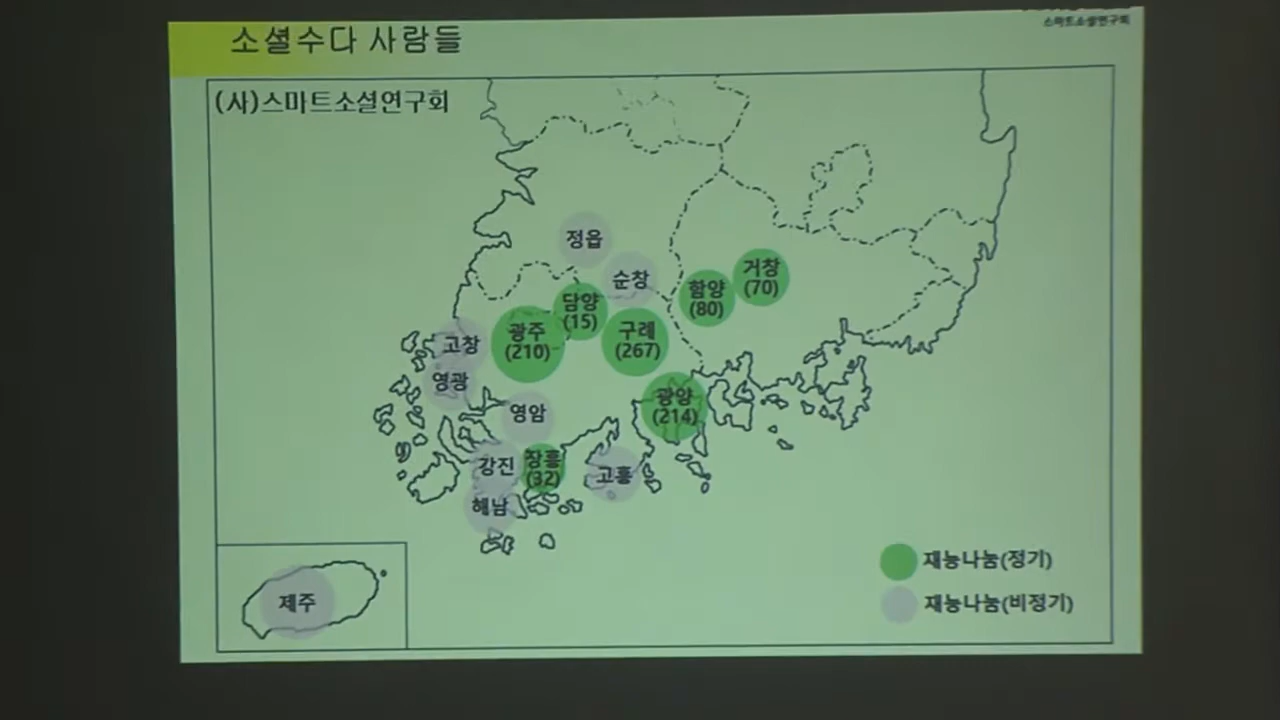 스마트소셜연구회
소셜수다 사람들
(사)스마트소셜연구회
정읍
순창
거창
(70)
함양
(80)
담양
(15)
광주
(210)
구례
(267)
고창
영광
광양
(214)
영암
강진
장흥
(32)
고흥
해남
제주
재능나눔(정기)
재능나눔(비정기)